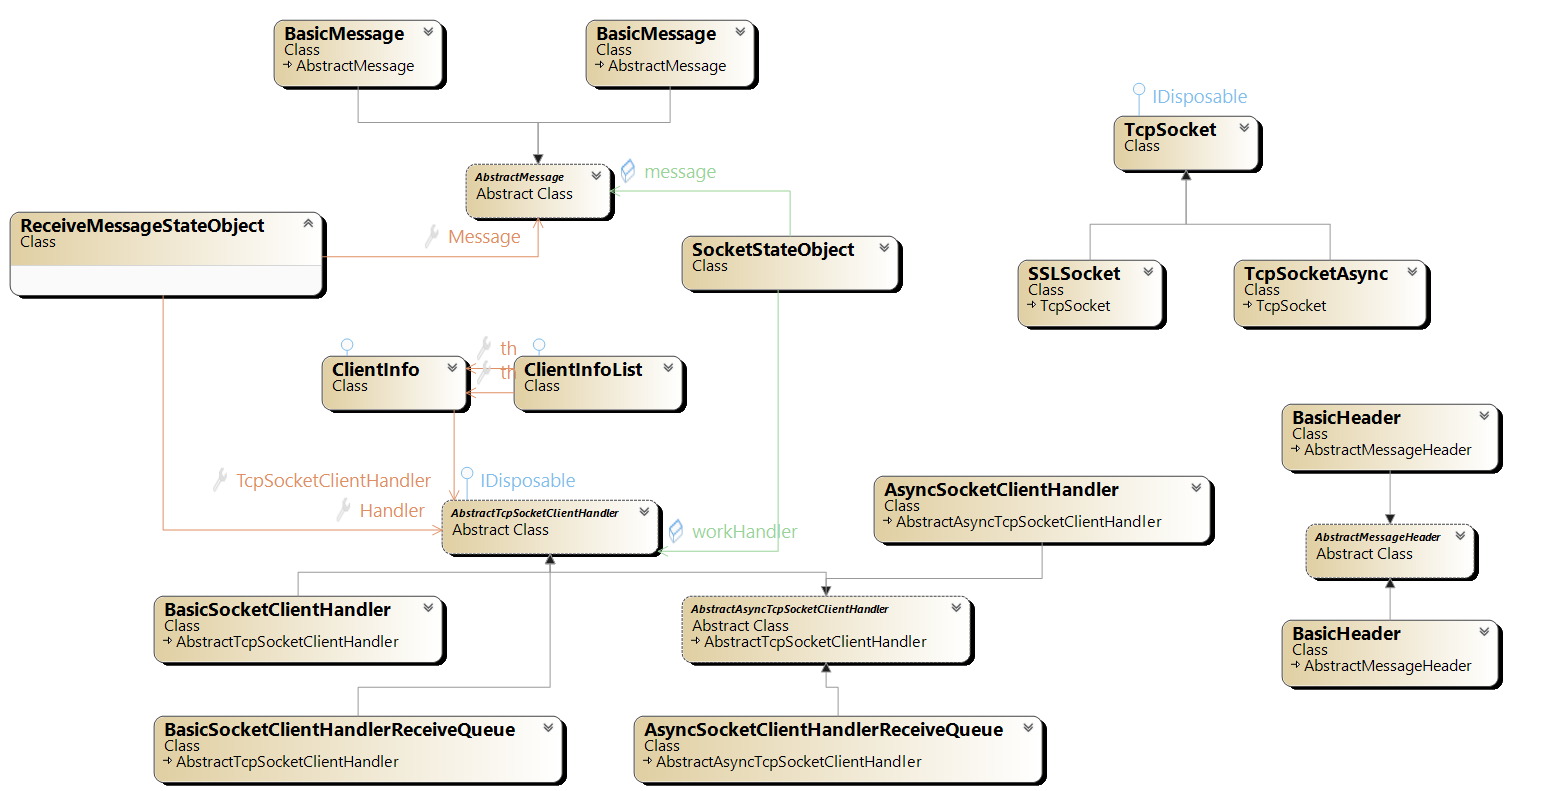 BasicMessage
Class
AbstractMessage
BasicMessage
Class
AbstractMessage
IDisposable
TcpSocket
Class
AbstractMessage
Abstract Class
message
ReceiveMessageStateObject
Class
Message
SocketStateObject
Class
SSLSocket
Class
TcpSocket
TcpSocketAsync
Class
TcpSocket
th
th
ClientInfo
Class
ClientInfoList
Class
BasicHeader
Class
AbstractMessageHeader
TcpSocketClientHandler
IDisposable
Handler
AbstractTcpSocketClientHandler
Abstract Class
workHandler
AsyncSocketClientHandler
Class
AbstractAsyncTcpSocketClientHandler
AbstractMessageHeader
Abstract Class
BasicSocketClientHandler
Class
AbstractTcpSocketClientHandler
AbstractAsyncTcpSocketClientHandler
Abstract Class
AbstractTcpSocketClientHandler
BasicHeader
Class
AbstractMessageHeader
BasicSocketClientHandlerReceiveQueue
Class
AbstractTcpSocketClientHandler
AsyncSocketClientHandlerReceiveQueue
Class
AbstractAsyncTcpSocketClientHandler